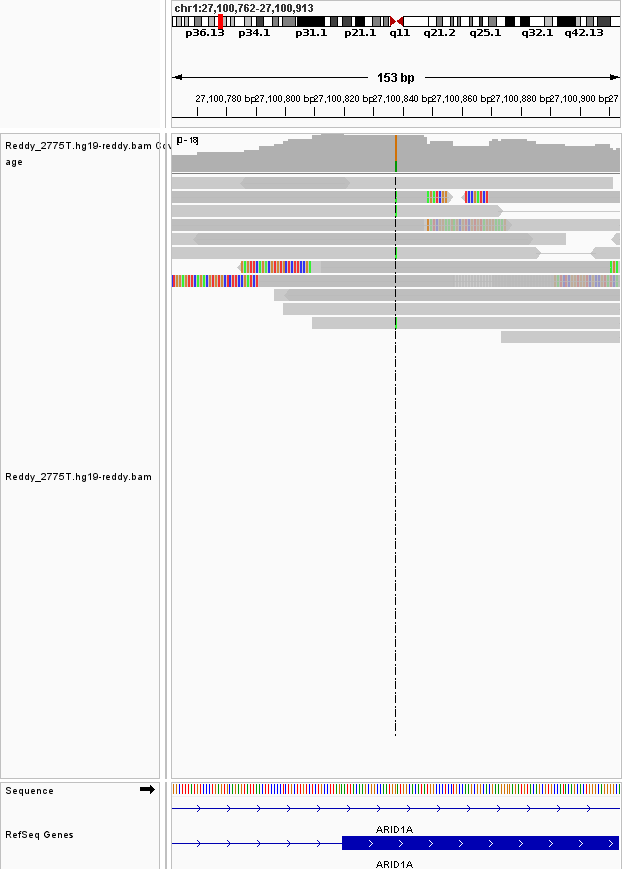 chr1:27,100,762-27,100,913
p36.13 p34.1 p31.1 p21.1 q11 q21.2 q25.1 q32.1 q42.13
153 bp
27,100,780 bp 27,100,800 bp 27,100,820 bp 27,100,840 bp 27,100,860 bp 27,100,880 bp 27,100,900 bp 27
Reddy_2775T.hg19-reddy.bam Cov
age
[0 - 18]
Reddy_2775T.hg19-reddy.bam
Sequence
ARID1A
RefSeq Genes
ARID1A